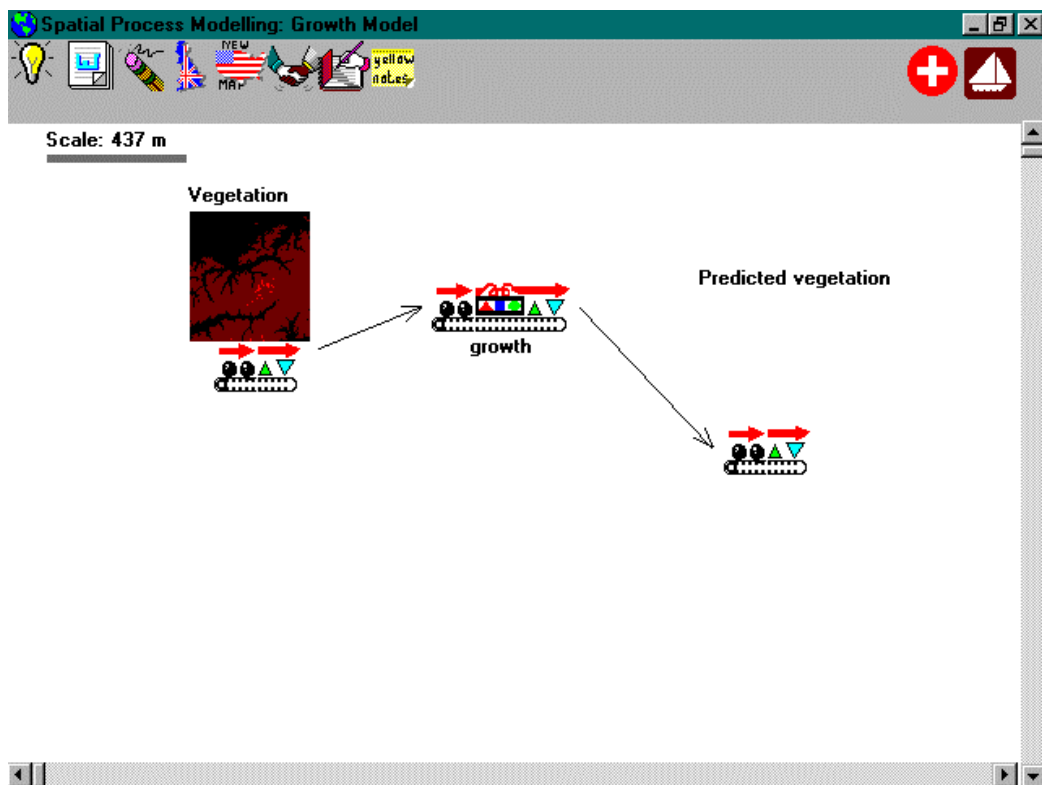 Spatial Process Modelling: Growth Model
NEW
MAP
yellow
notes
Scale: 437 m
Vegetation
Predicted vegetation
growth